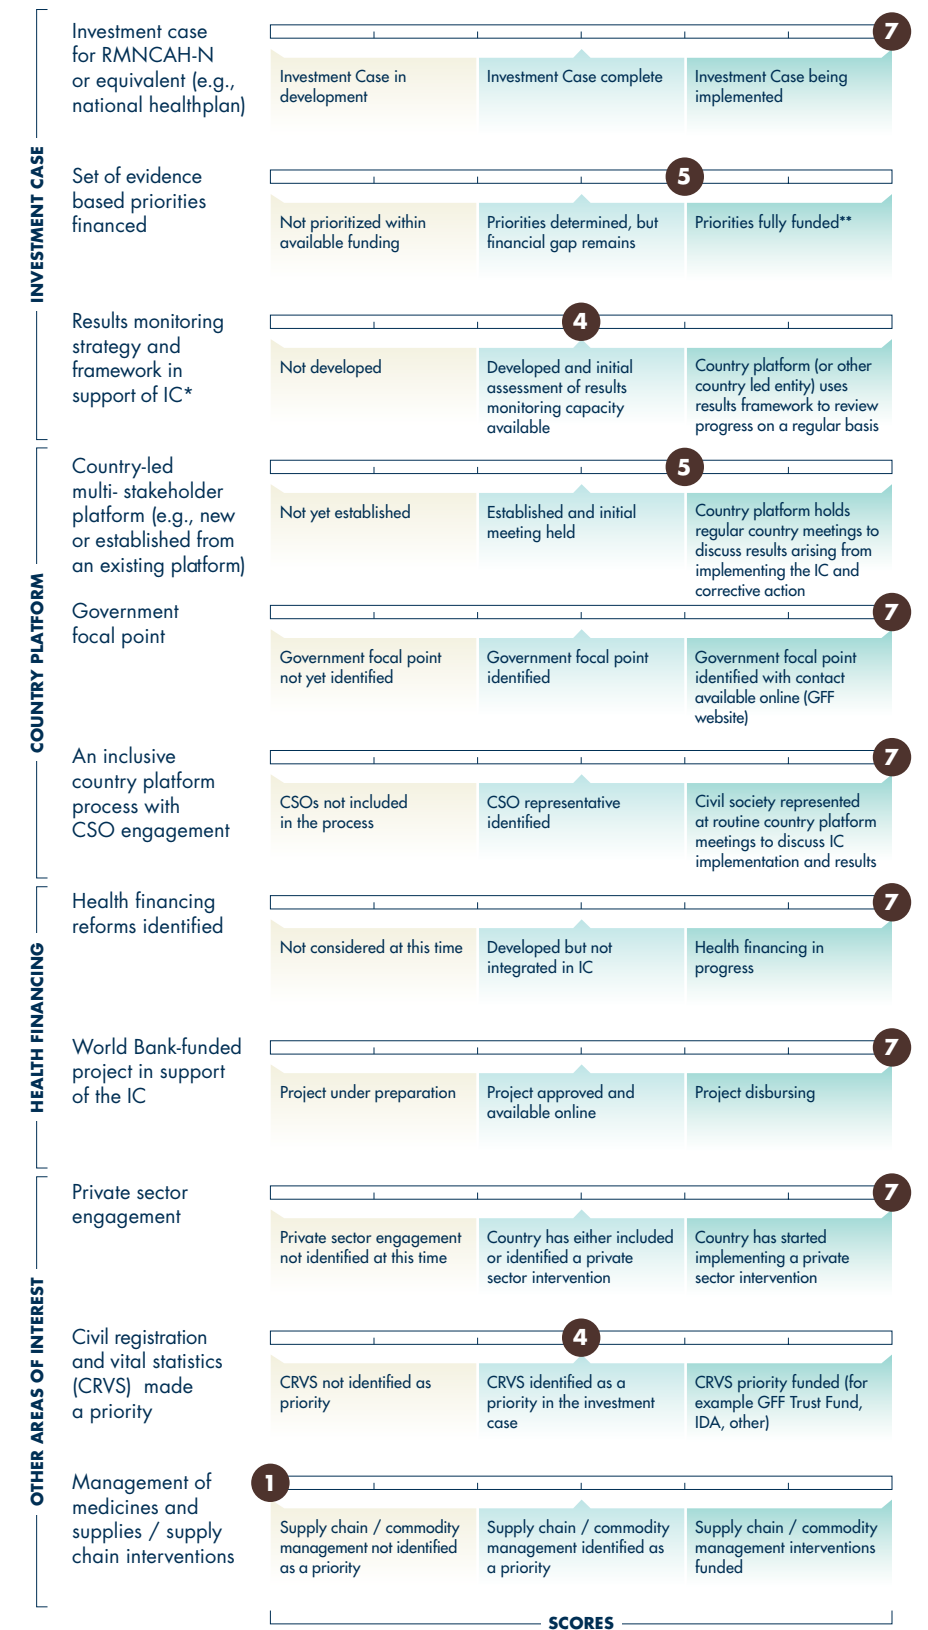 INVESTMENT CASE
Investment case
for RMNCAH-N
or equivalent (e.g.,
national healthplan)
7
Investment Case in
development
Investment Case complete
Investment Case being
implemented
Set of evidence
based priorities
financed
5
Not prioritized within
available funding
Priorities determined, but
financial gap remains
Priorities fully funded**
Results monitoring
strategy and
framework in
support of IC*
4
Not developed
Developed and initial
assessment of results
monitoring capacity
available
Country platform (or other
country led entity) uses
results framework to review
progress on a regular basis
COUNTRY PLATFORM
Country-led
multi- stakeholder
platform (e.g., new
or established from
an existing platform)
5
Not yet established
Established and initial
meeting held
Country platform holds
regular country meetings to
discuss results arising from
implementing the IC and
corrective action
Government
focal point
7
Government focal point
not yet identified
Government focal point
identified
Government focal point
identified with contact
available online (GFF
website)
An inclusive
country platform
process with
CSO engagement
7
CSOs not included
in the process
CSO representative
identified
Civil society represented
at routine country platform
meetings to discuss IC
implementation and results
HEALTH FINANCING
Health financing
reforms identified
7
Not considered at this time
Developed but not
integrated in IC
Health financing in
progress
World Bank-funded
project in support
of the IC
7
Project under preparation
Project approved and
available online
Project disbursing
OTHER AREAS OF INTEREST
Private sector
engagement
7
Private sector engagement
not identified at this time
Country has either included
or identified a private
sector intervention
Country has started
implementing a private
sector intervention
Civil registration
and vital statistics
(CRVS) made
a priority
4
CRVS not identified as
priority
CRVS identified as a
priority in the investment
case
CRVS priority funded (for
example GFF Trust Fund,
IDA, other)
Management of
medicines and
supplies / supply
chain interventions
1
Supply chain / commodity
management not identified
as a priority
Supply chain / commodity
management identified as
a priority
Supply chain / commodity
management interventions
funded
SCORES